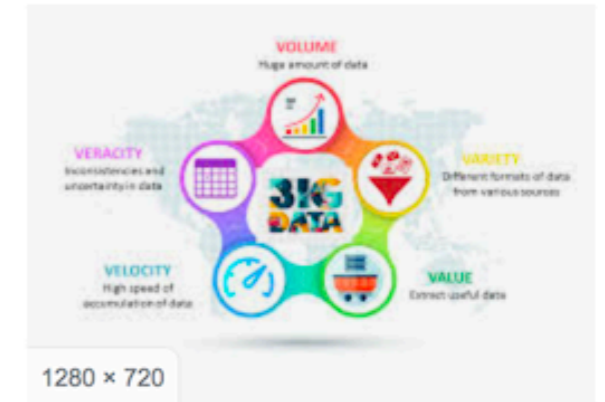 VOLUME
Huge amount of data
VERACITY
Inconsistencies and
uncertainty in data
VARIETY
Different formats of data
from various sources
BIG
DATA
VELOCITY
High speed of
accumulation of data
VALUE
Extract useful data
1280 × 720